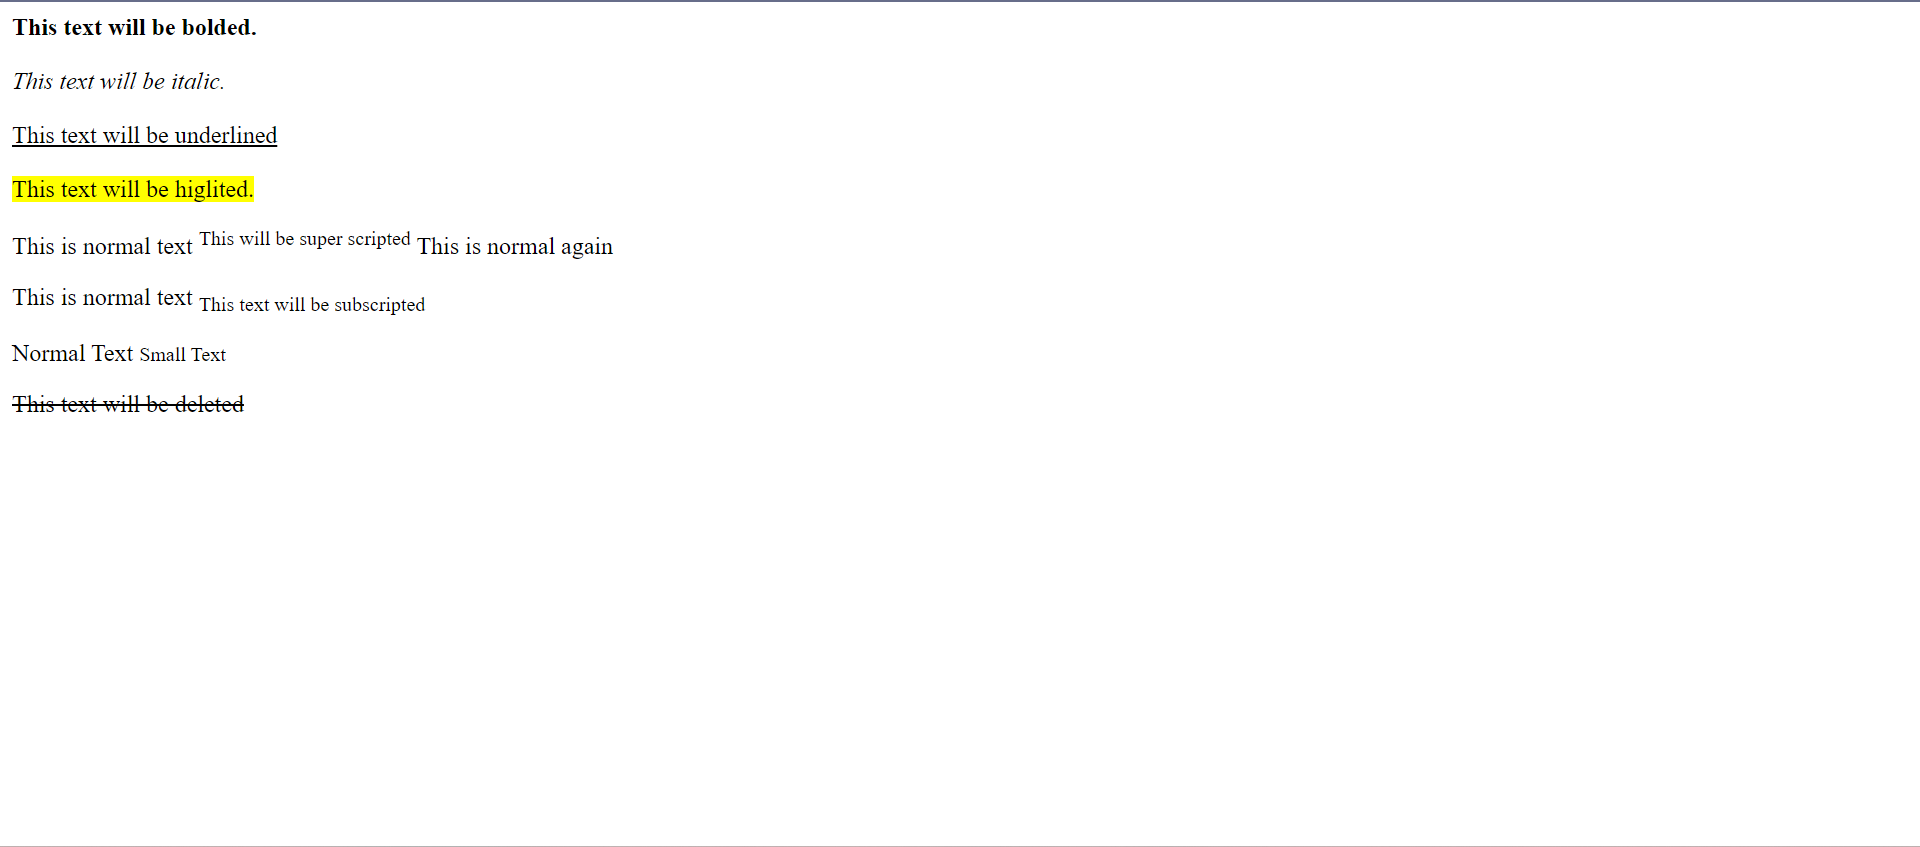 This text will be bolded.
This text will be italic.
This text will be underlined
This text will be higlited.
This is normal text This will be super scripted This is normal again
This is normal text This text will be subscripted
Normal Text Small Text
This text will be deleted